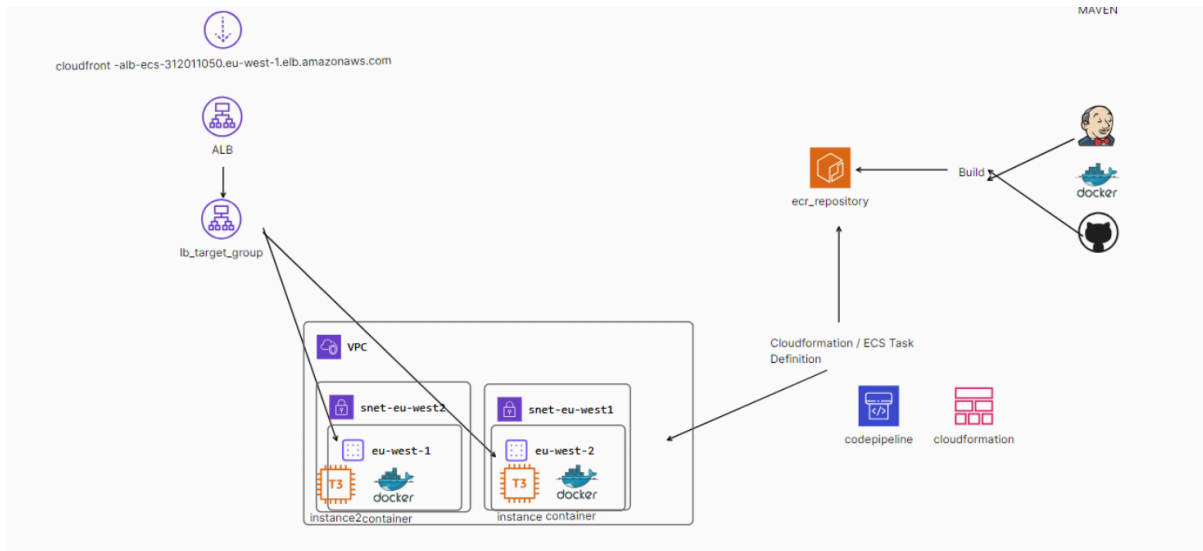 MAVEN
cloudfront -alb-ecs-312011050.eu-west-1.elb.amazonaws.com
ALB
lb_target_group
ecr_repository
Build
docker
Cloudformation / ECS Task
Definition
codepipeline
cloudformation
VPC
snet-eu-west2
snet-eu-west1
eu-west-1
eu-west-2
T3
docker
T3
docker
instance2container
instance container